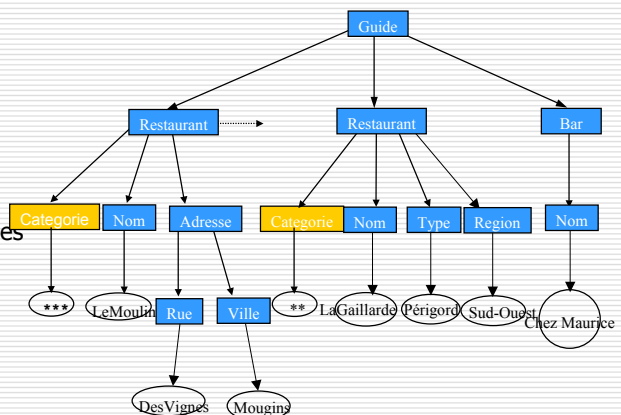 Guide
Restaurant Restaurant Bar
Categorie Nom Adresse Categorie Nom Type Region Nom
es
*** LeMoulin Rue Ville ** LaGaillarde Périgord Sud-Ouest Chez Maurice
DesVignes Mougins